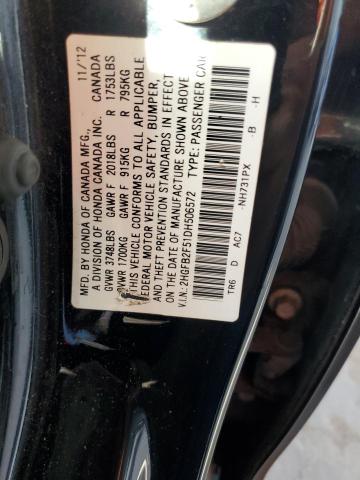 MFD. BY HONDA OF CANADA MFG., 11/'12
A DIVISION OF HONDA CANADA INC. CANADA
GVWR 3748LBS GAWR F 2018LBS R 1753LBS
GVWR 1700KG GAWR F 915KG R 795KG
THIS VEHICLE CONFORMS TO ALL APPLICABLE
FEDERAL MOTOR VEHICLE SAFETY, BUMPER,
AND THEFT PREVENTION STANDARDS IN EFFECT
ON THE DATE OF MANUFACTURE SHOWN ABOVE
V.I.N.: 2HGFB2F51DH506572 TYPE: PASSENGER CAR
TR6 D AC7 -NH731PX -B -H